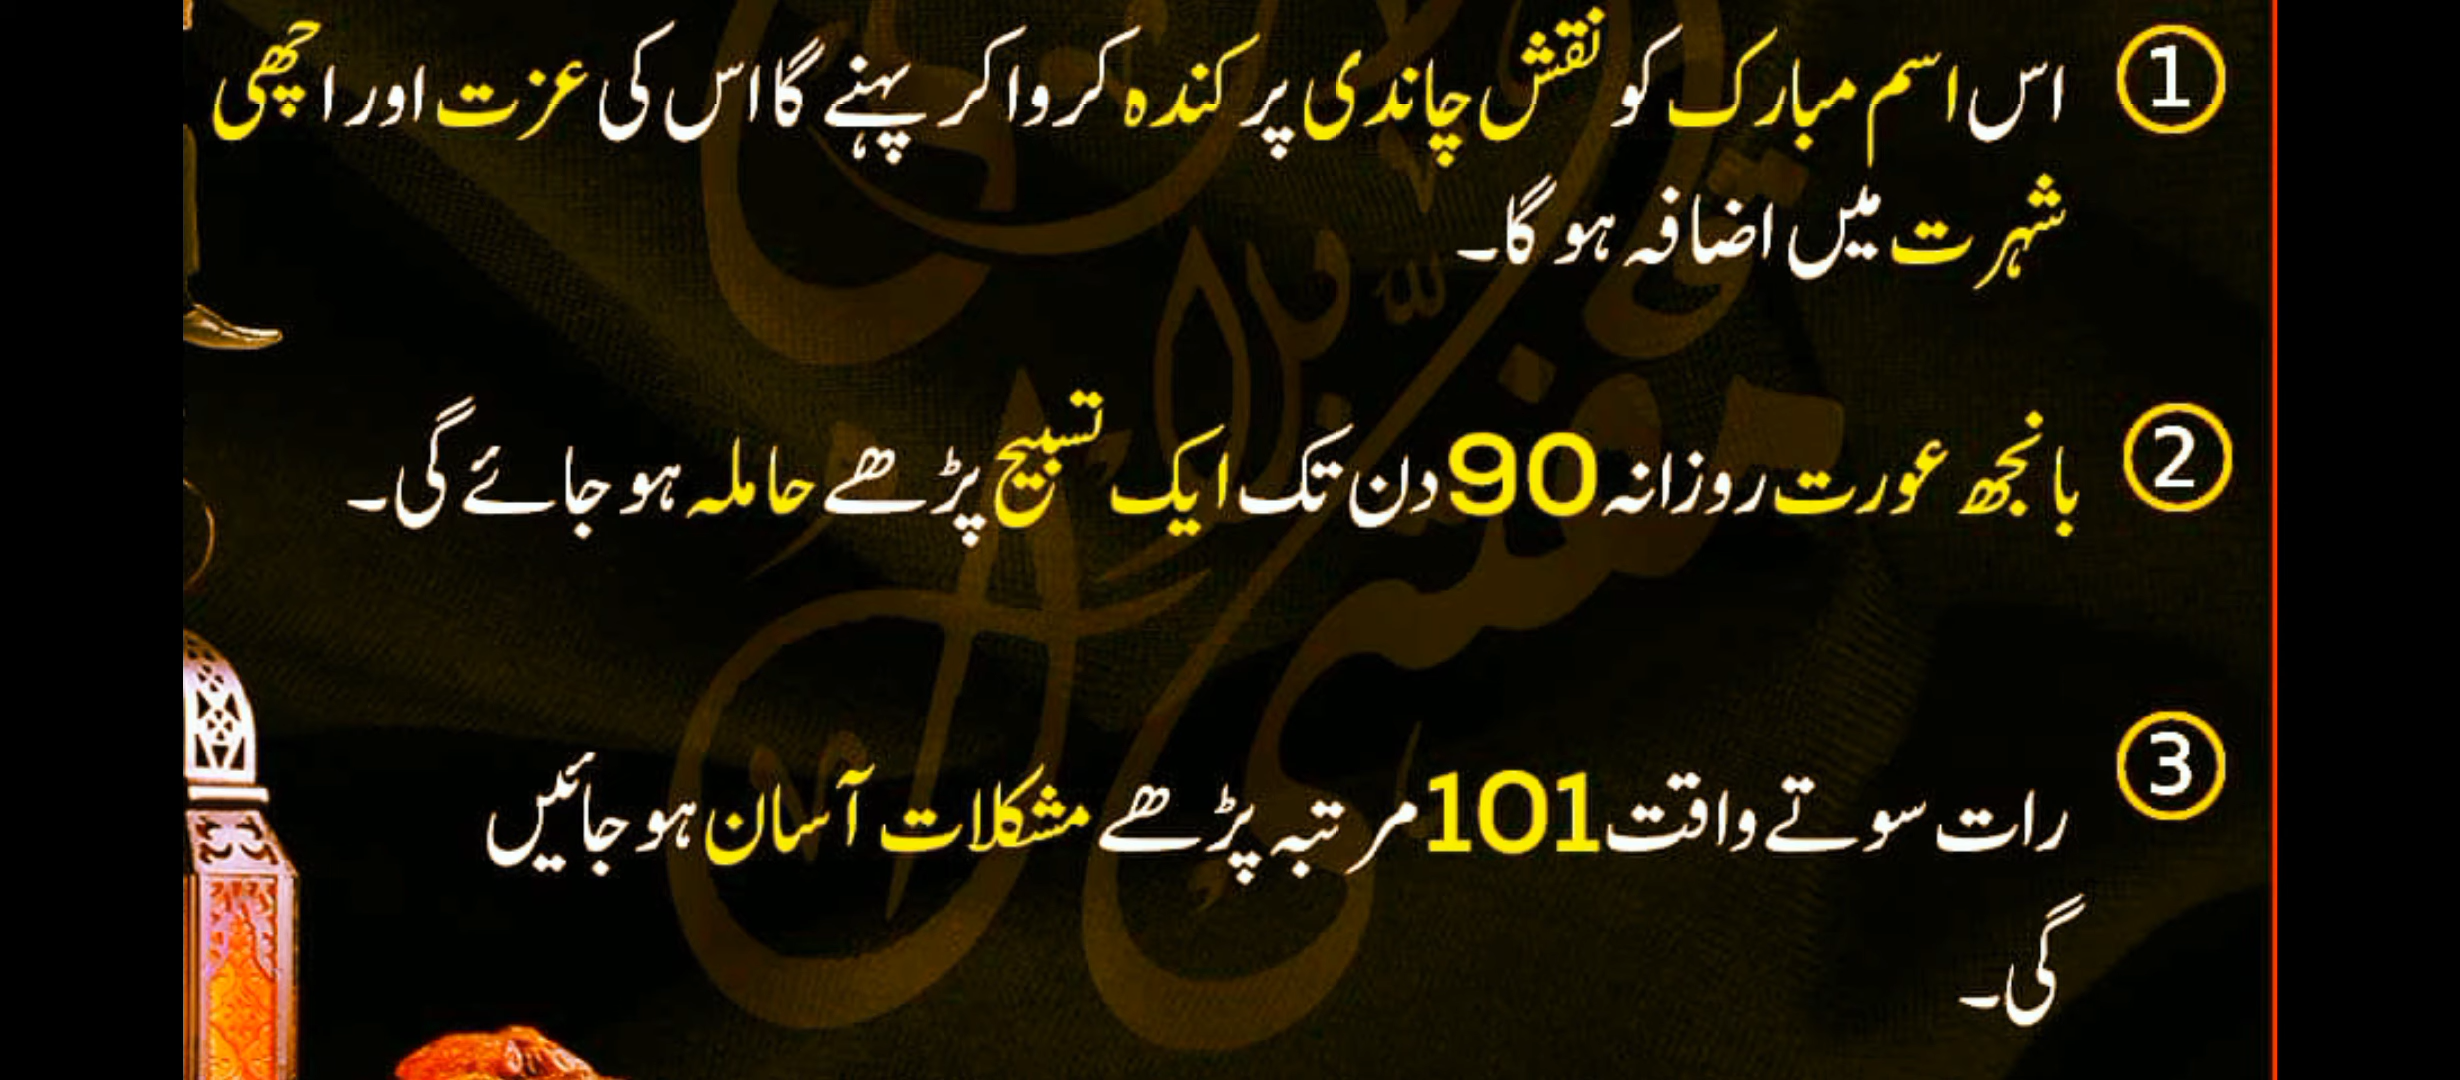 ① اس اسم مبارک کو نقش چاندی پر کندہ کروا کر پہنے گا اس کی عزت اور اچھی
شہرت میں اضافہ ہو گا۔
② بانجھ عورت روزانہ 90 دن تک ایک تسبیح پڑھے حاملہ ہو جائے گی۔
③ رات سوتے واقت 101 مرتبہ پڑھے مشکلات آسان ہو جائیں
گی۔